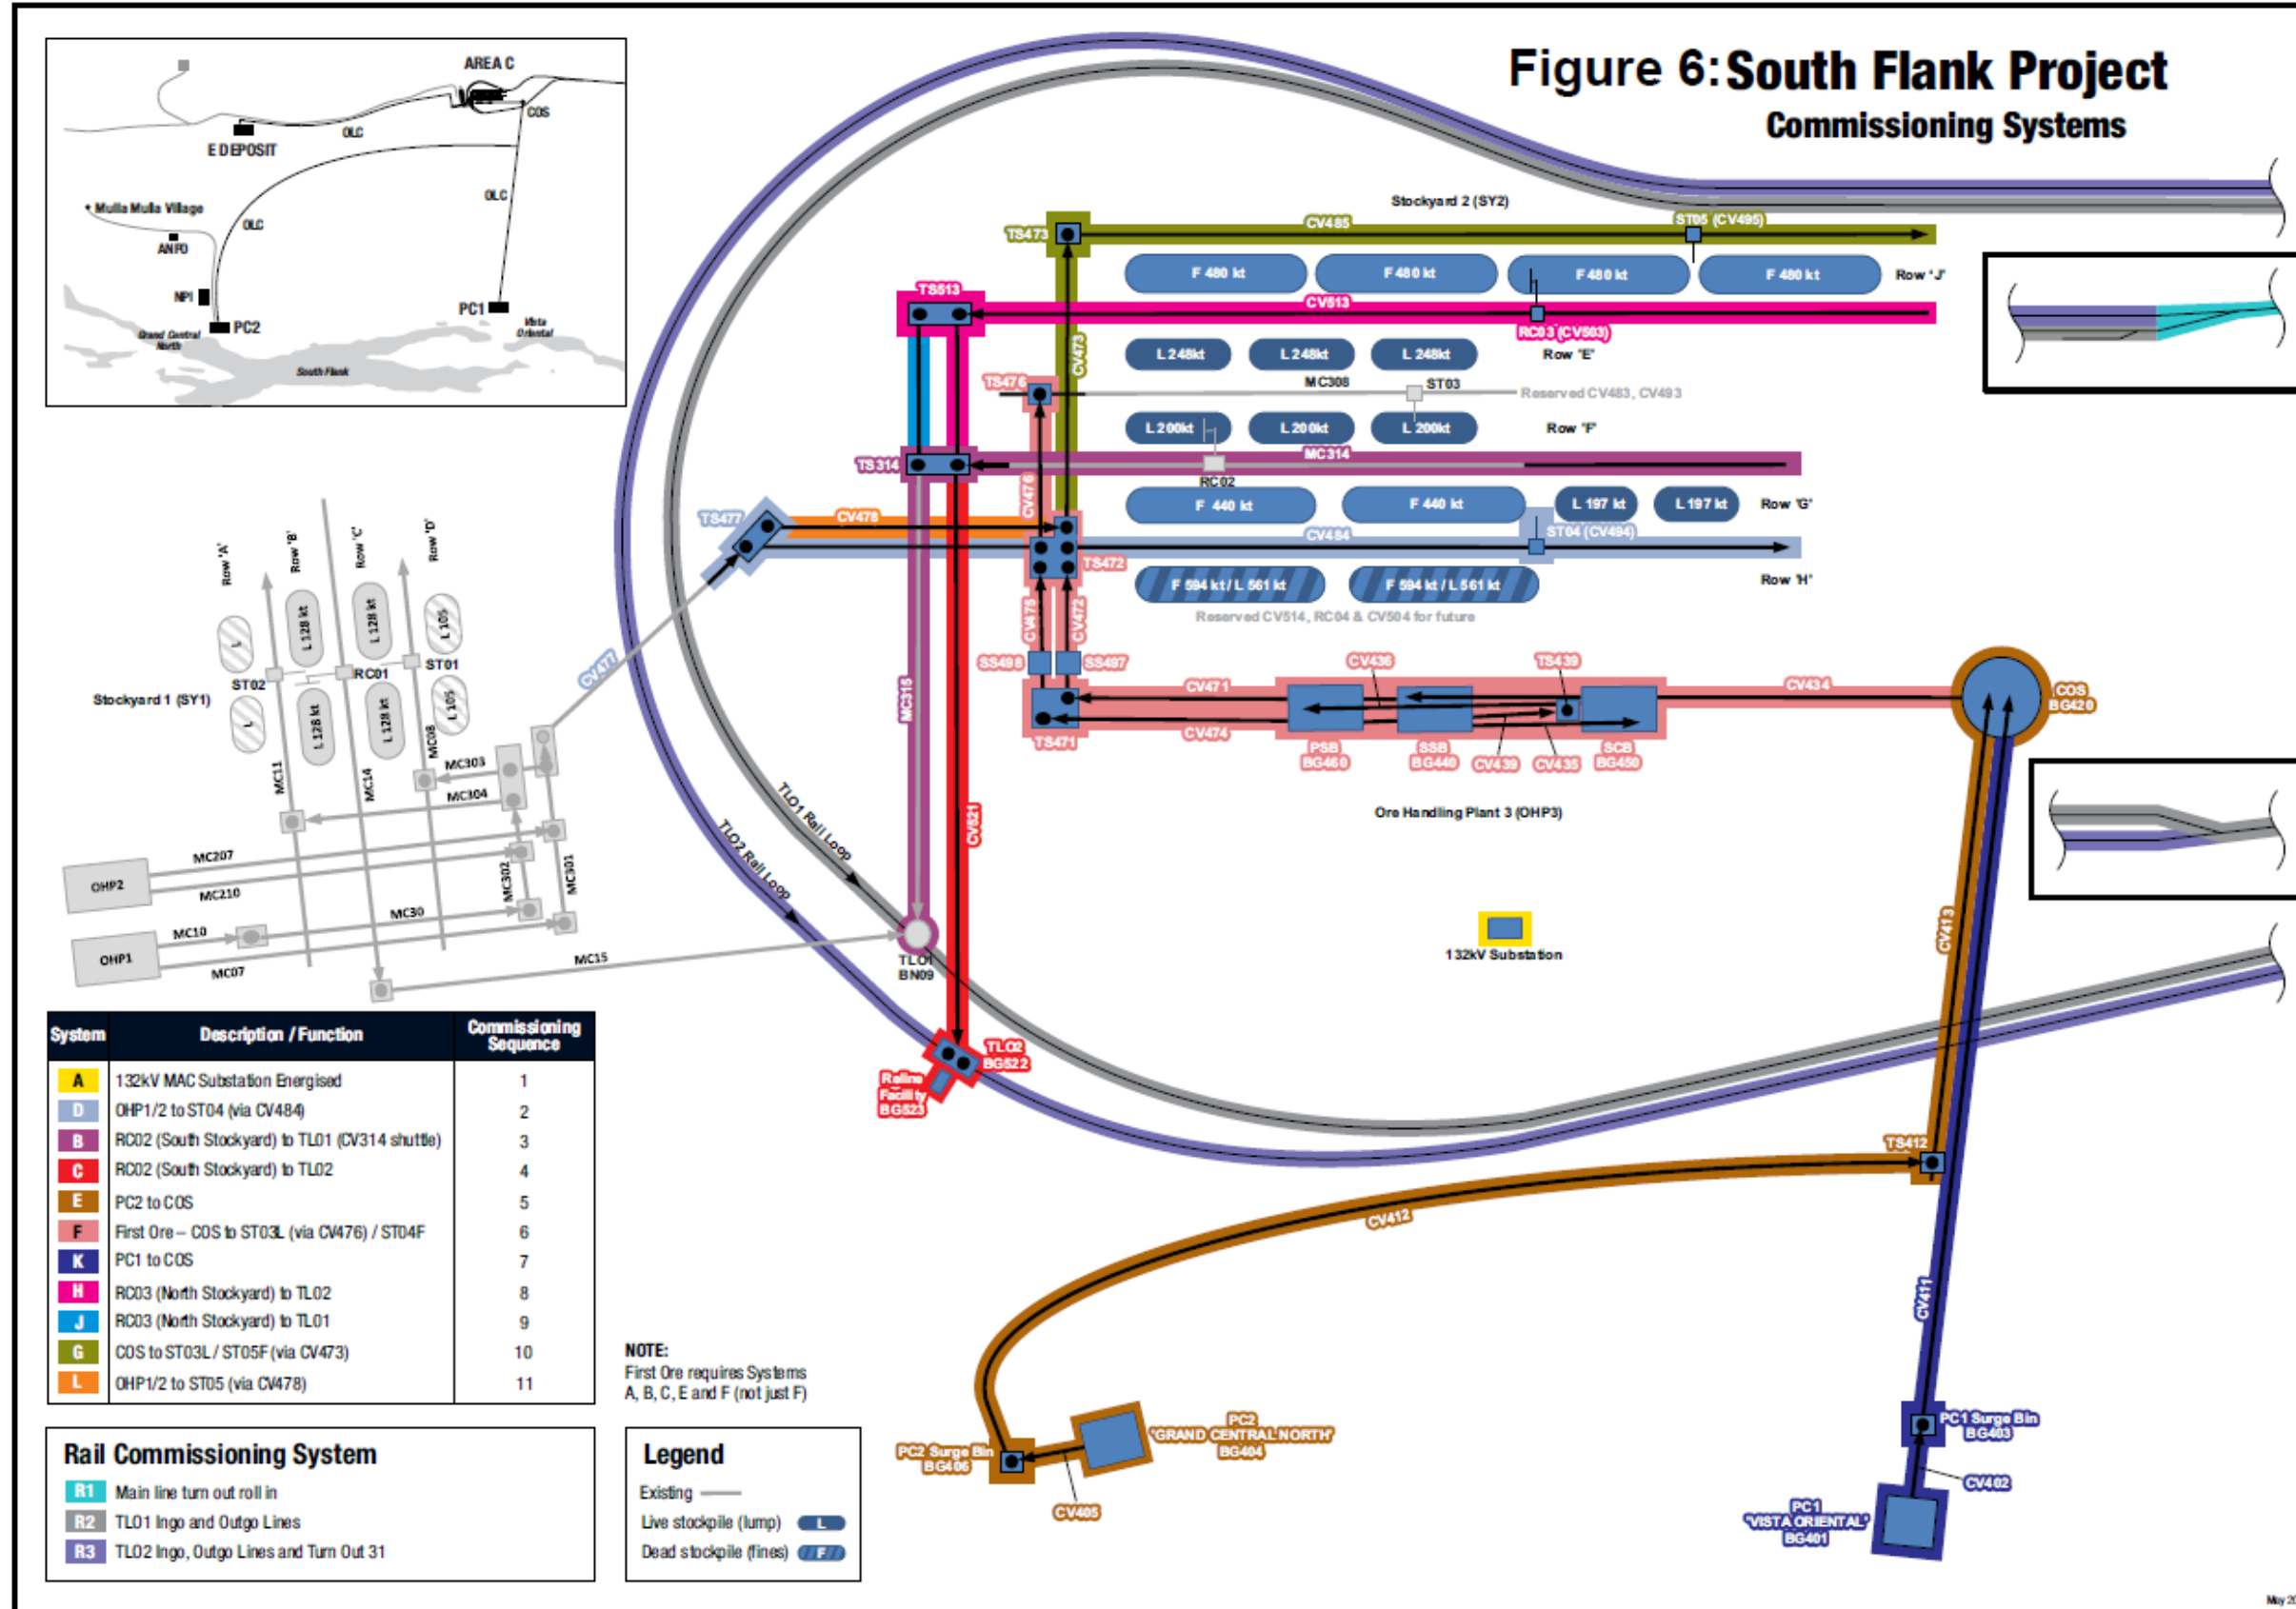 Figure 6: South Flank Project
Commissioning Systems
AREA C
COS
OLC
E DEPOSIT
OLC
Mulla Mulla Village
OLC
ANFO
NPI
PC2
PC1
Grand Central
North
Vista
Oriental
South Flank
Stockyard 2 (SY2)
TS473
CV485
ST05 (CV495)
F 480 kt
F 480 kt
F 480 kt
F 480 kt
Row 'J'
TS513
CV513
RC03 (CV503)
CV473
L 248kt
L 248kt
L 248kt
Row 'E'
TS476
MC308
ST03
Reserved CV483, CV493
L 200kt
L 200kt
L 200kt
Row 'F'
TS314
MC314
RC02
CV476
F 440 kt
F 440 kt
L 197 kt
L 197 kt
Row 'G'
TS477
CV478
CV484
ST04 (CV494)
TS472
F 594 kt / L 561 kt
F 594 kt / L 561 kt
Row 'H'
Reserved CV514, RC04 & CV504 for future
CV475
CV472
SS498
SS497
CV477
CV471
CV436
TS439
CV434
COS
BG420
CV474
TS471
PSB
BG460
SSB
BG440
CV439
CV435
SCB
BG450
Ore Handling Plant 3 (OHP3)
MC315
CV521
TLO1 Rail Loop
TLO2 Rail Loop
TLO1
BN09
132kV Substation
CV413
Row 'A'
Row 'B'
Row 'C'
Row 'D'
L
L 128 kt
L 128 kt
L 105
ST02
RC01
ST01
Stockyard 1 (SY1)
L
L 128 kt
L 128 kt
L 105
MC11
MC14
MC08
MC303
MC304
MC207
OHP2
MC210
MC302
MC301
MC30
MC10
OHP1
MC07
MC15
TLO2
BG522
Reline
Facility
BG523
TS412
CV412
CV411
PC2
'GRAND CENTRAL NORTH'
BG404
PC2 Surge Bin
BG406
CV405
PC1 Surge Bin
BG403
CV402
PC1
'VISTA ORIENTAL'
BG401
System Description / Function Commissioning Sequence
A 132kV MAC Substation Energised 1
D OHP1/2 to ST04 (via CV484) 2
B RC02 (South Stockyard) to TL01 (CV314 shuttle) 3
C RC02 (South Stockyard) to TL02 4
E PC2 to COS 5
F First Ore – COS to ST03L (via CV476) / ST04F 6
K PC1 to COS 7
H RC03 (North Stockyard) to TL02 8
J RC03 (North Stockyard) to TL01 9
G COS to ST03L / ST05F (via CV473) 10
L OHP1/2 to ST05 (via CV478) 11
NOTE:
First Ore requires Systems
A, B, C, E and F (not just F)
Rail Commissioning System
R1 Main line turn out roll in
R2 TL01 Ingo and Outgo Lines
R3 TL02 Ingo, Outgo Lines and Turn Out 31
Legend
Existing
Live stockpile (lump) L
Dead stockpile (fines) F
May 20